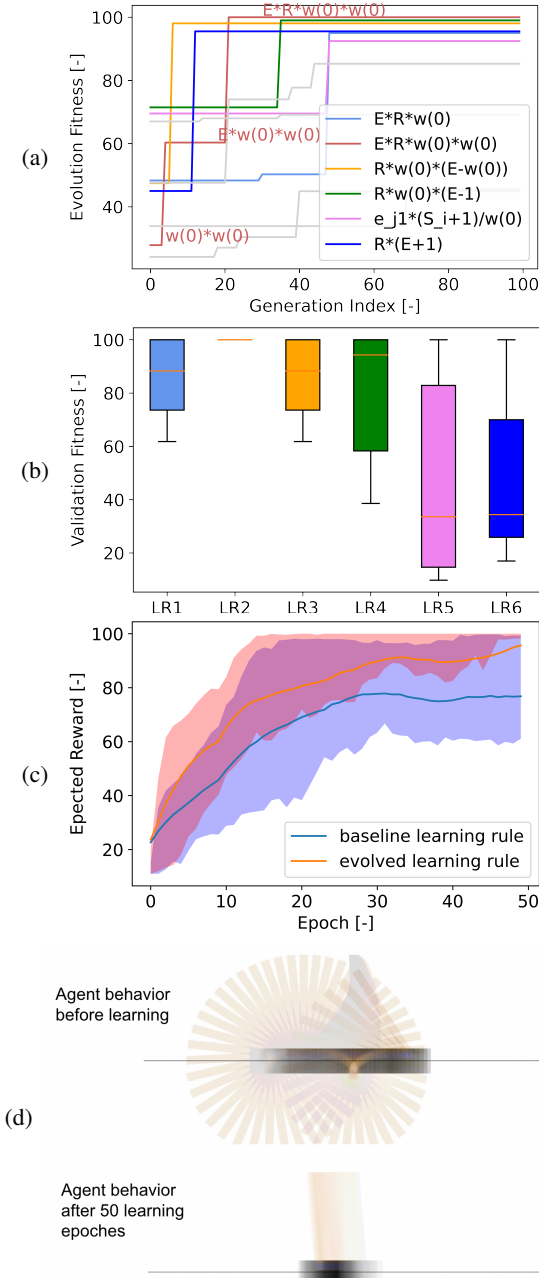 (a)
Evolution Fitness [-]
100
80
60
40
E*R*w(0)*w(0)
E*w(0)*w(0)
w(0)*w(0)
E*R*w(0)
E*R*w(0)*w(0)
R*w(0)*(E-w(0))
R*w(0)*(E-1)
e_j1*(S_i+1)/w(0)
R*(E+1)
0 20 40 60 80 100
Generation Index [-]
(b)
Validation Fitness [-]
100
80
60
40
20
LR1 LR2 LR3 LR4 LR5 LR6
(c)
Epected Reward [-]
100
80
60
40
20
baseline learning rule
evolved learning rule
0 10 20 30 40 50
Epoch [-]
(d)
Agent behavior
before learning
Agent behavior
after 50 learning
epoches